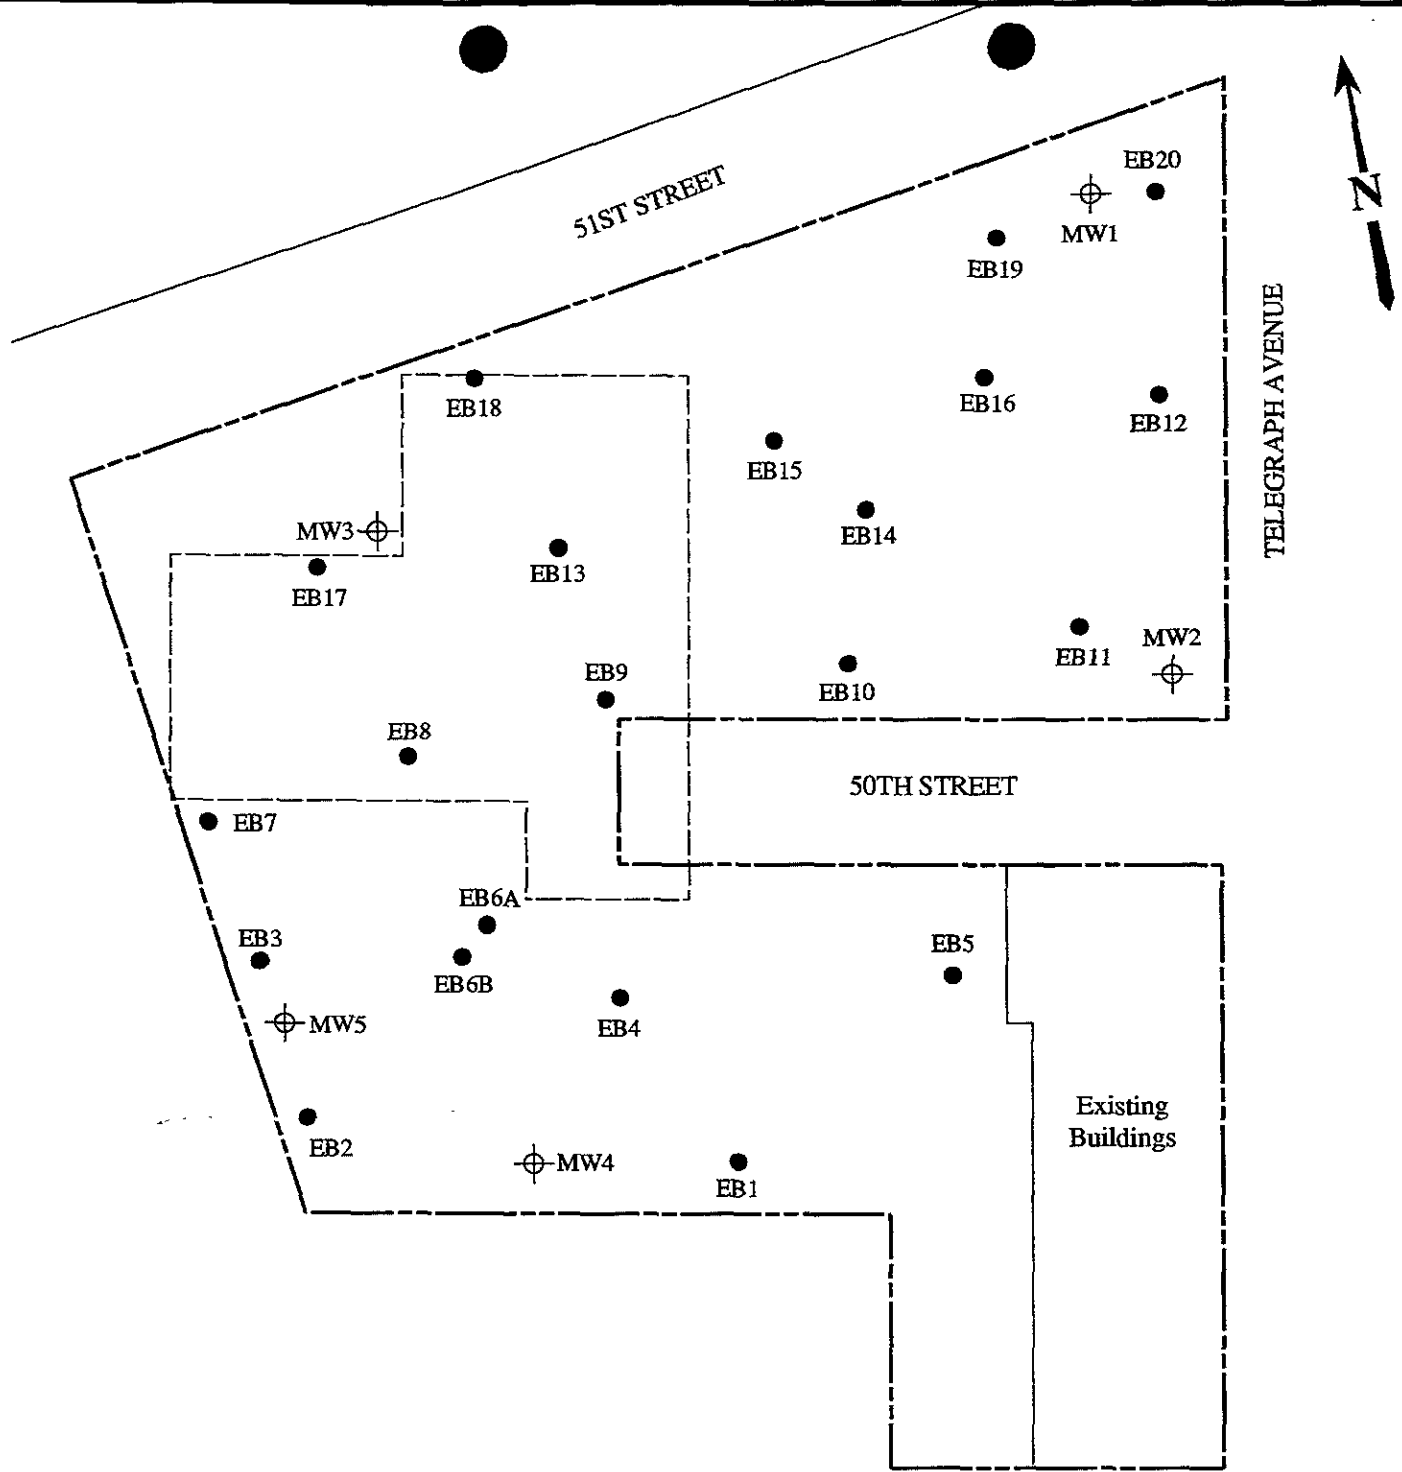 EB20
MW1
N
51ST STREET
EB19
TELEGRAPH AVENUE
EB18
EB16
EB12
EB15
MW3
EB14
EB13
EB17
MW2
EB11
EB9
EB10
EB8
50TH STREET
EB7
EB6A
EB3
EB5
EB6B
MW5
EB4
Existing
Buildings
EB2
MW4
EB1